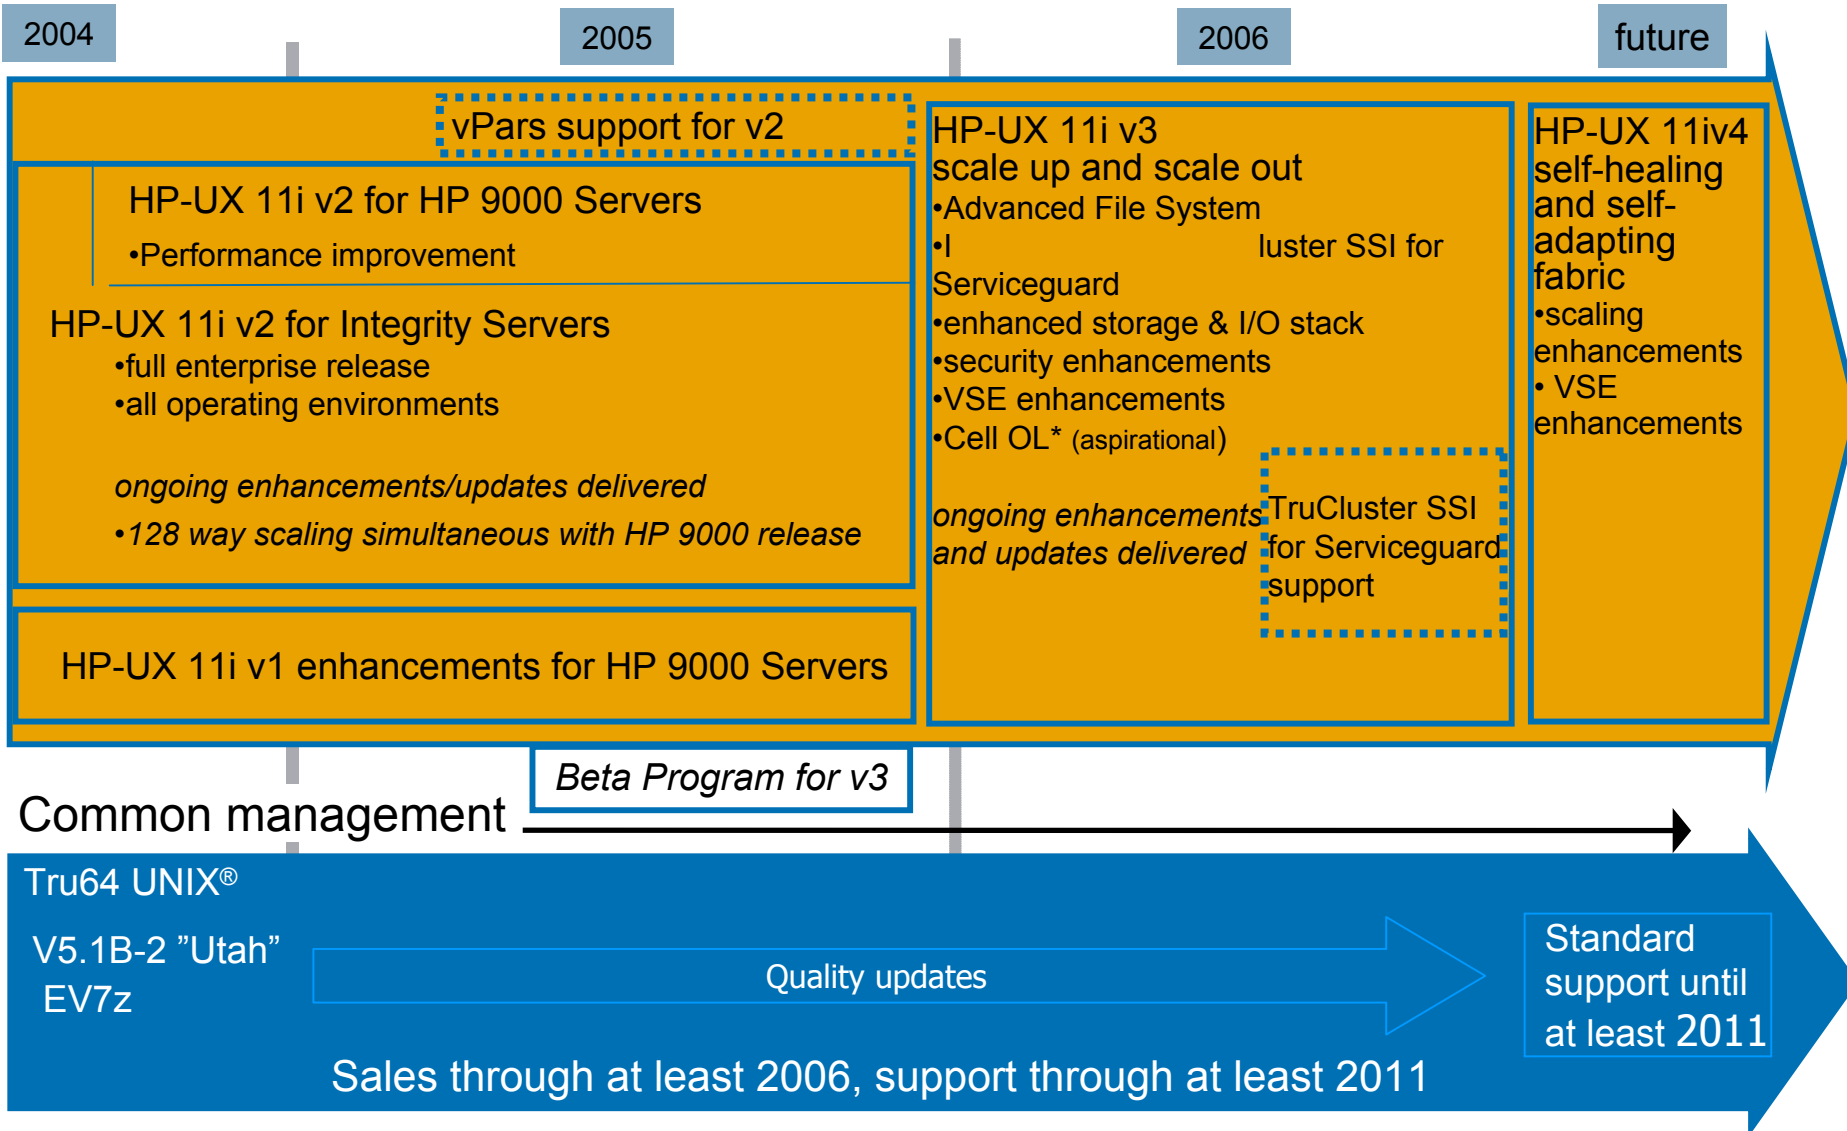 2004
2005
2006
future
vPars support for v2
HP-UX 11i v2 for HP 9000 Servers
•Performance improvement
HP-UX 11i v2 for Integrity Servers
•full enterprise release
•all operating environments
ongoing enhancements/updates delivered
•128 way scaling simultaneous with HP 9000 release
HP-UX 11i v1 enhancements for HP 9000 Servers
HP-UX 11i v3
scale up and scale out
•Advanced File System
•I luster SSI for
Serviceguard
•enhanced storage & I/O stack
•security enhancements
•VSE enhancements
•Cell OL* (aspirational)
ongoing enhancements
and updates delivered
TruCluster SSI
for Serviceguard
support
HP-UX 11iv4
self-healing
and self-
adapting
fabric
•scaling
enhancements
• VSE
enhancements
Beta Program for v3
Common management
Tru64 UNIX®
V5.1B-2 ”Utah”
EV7z
Quality updates
Standard
support until
at least 2011
Sales through at least 2006, support through at least 2011